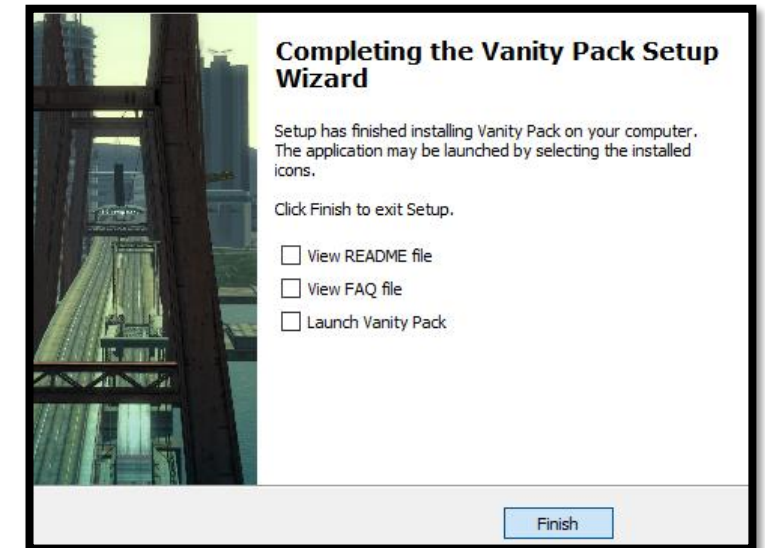 Completing the Vanity Pack Setup
Wizard
Setup has finished installing Vanity Pack on your computer.
The application may be launched by selecting the installed
icons.
Click Finish to exit Setup.
View README file
View FAQ file
Launch Vanity Pack
Finish